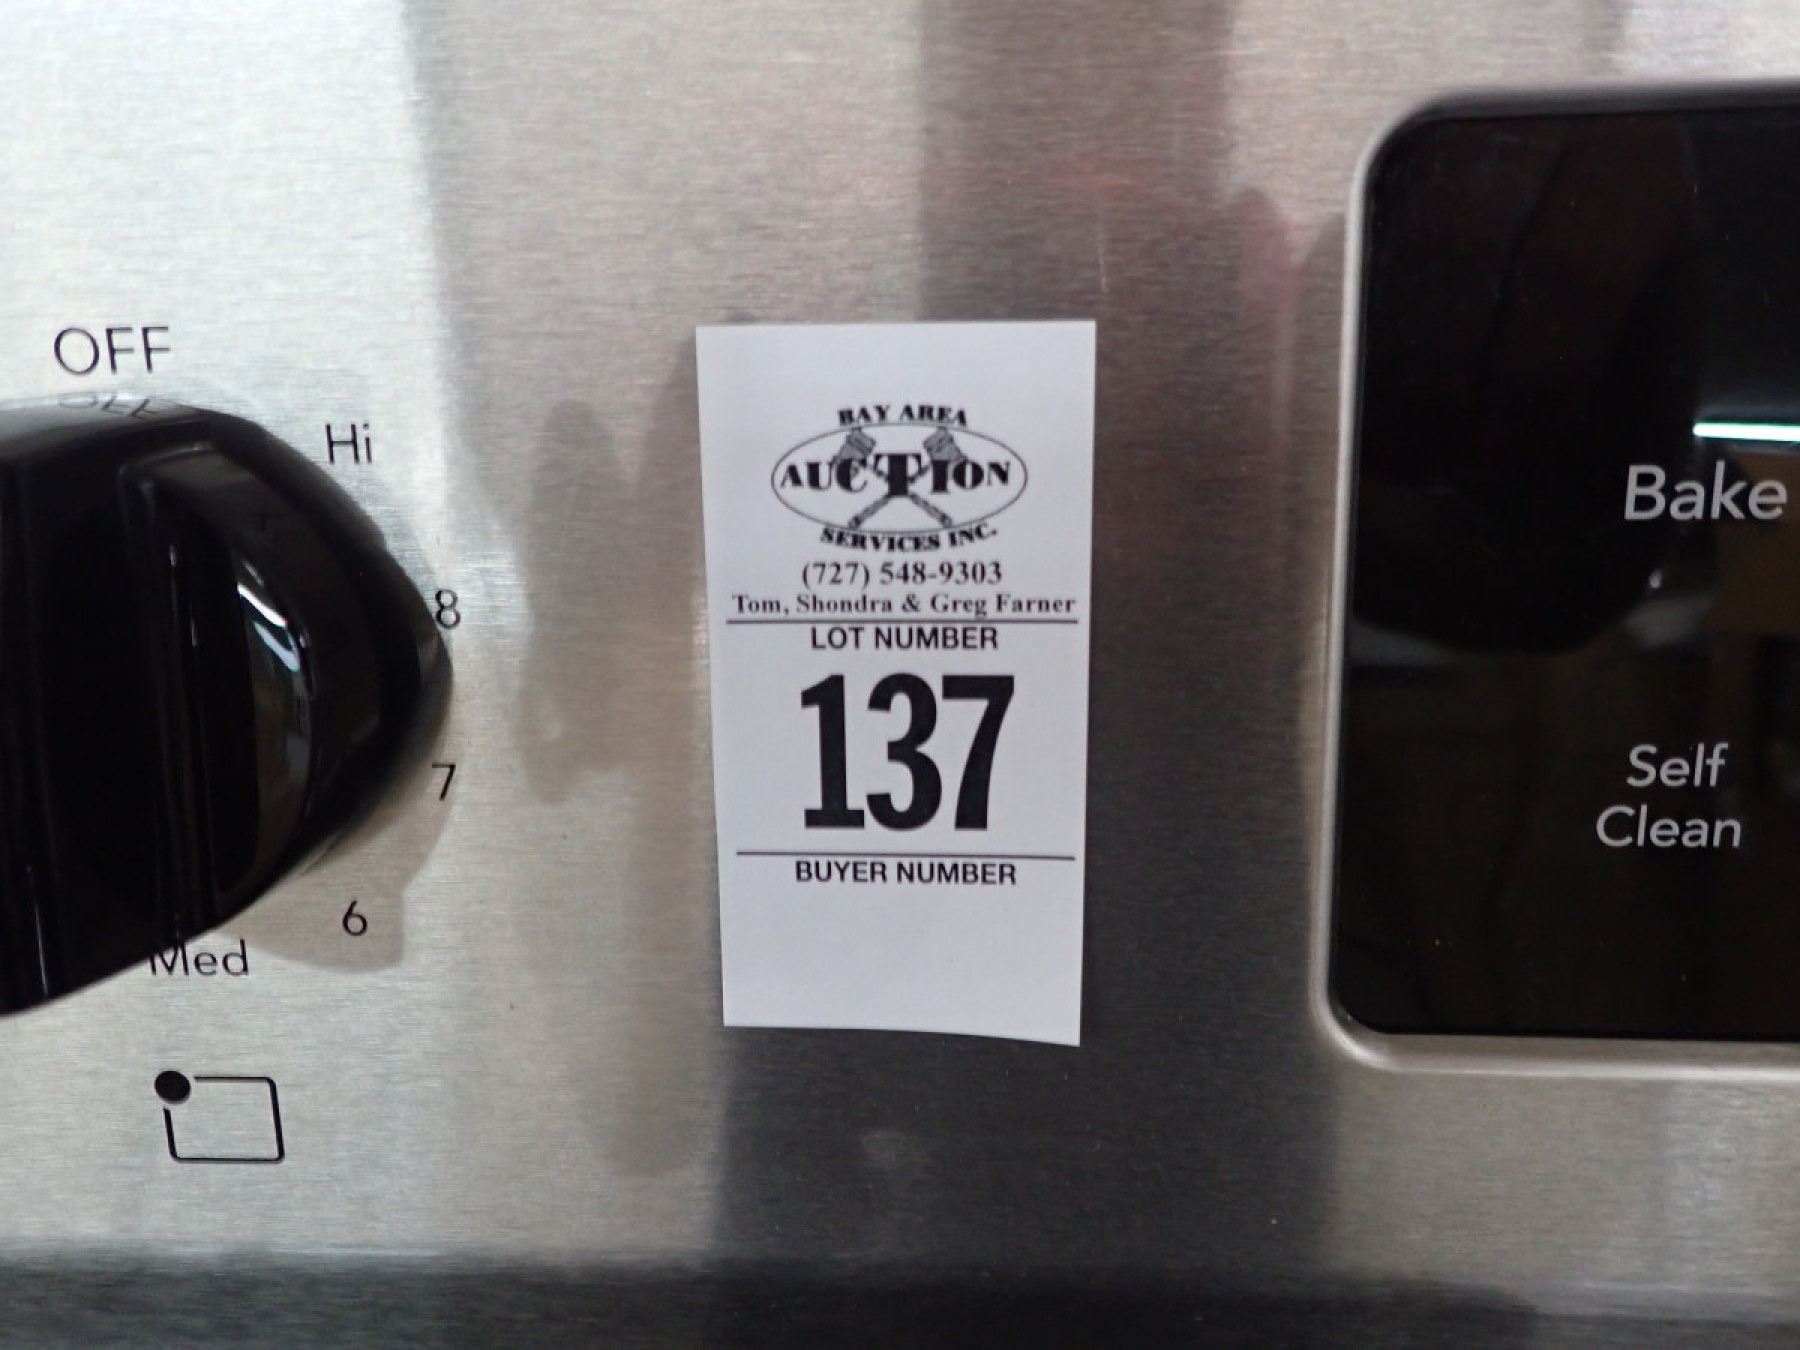 OFF
Hi
8
7
6
Med
BAY AREA
AUCTION
SERVICES INC.
(727) 548-9303
Tom, Shondra & Greg Farner
LOT NUMBER
137
BUYER NUMBER
Bake
Self
Clean